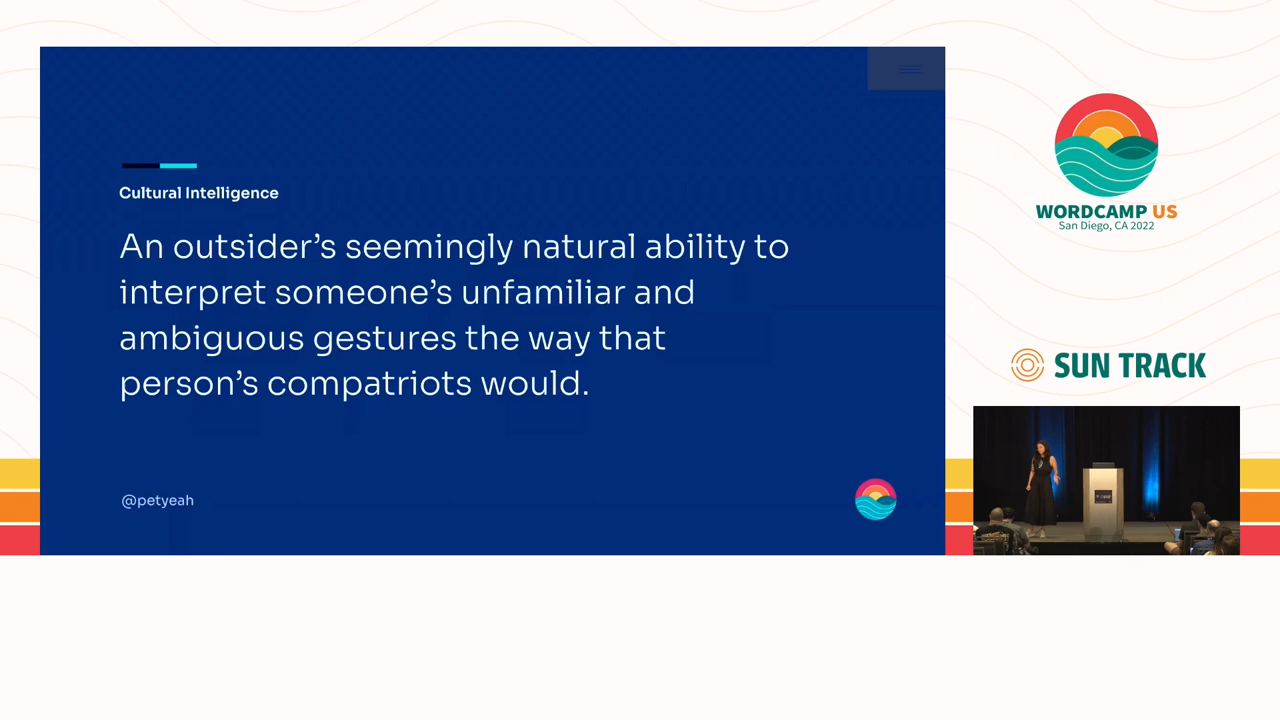 Cultural Intelligence
An outsider’s seemingly natural ability to
interpret someone’s unfamiliar and
ambiguous gestures the way that
person’s compatriots would.
@petyeah
WORDCAMP US
San Diego, CA 2022
SUN TRACK